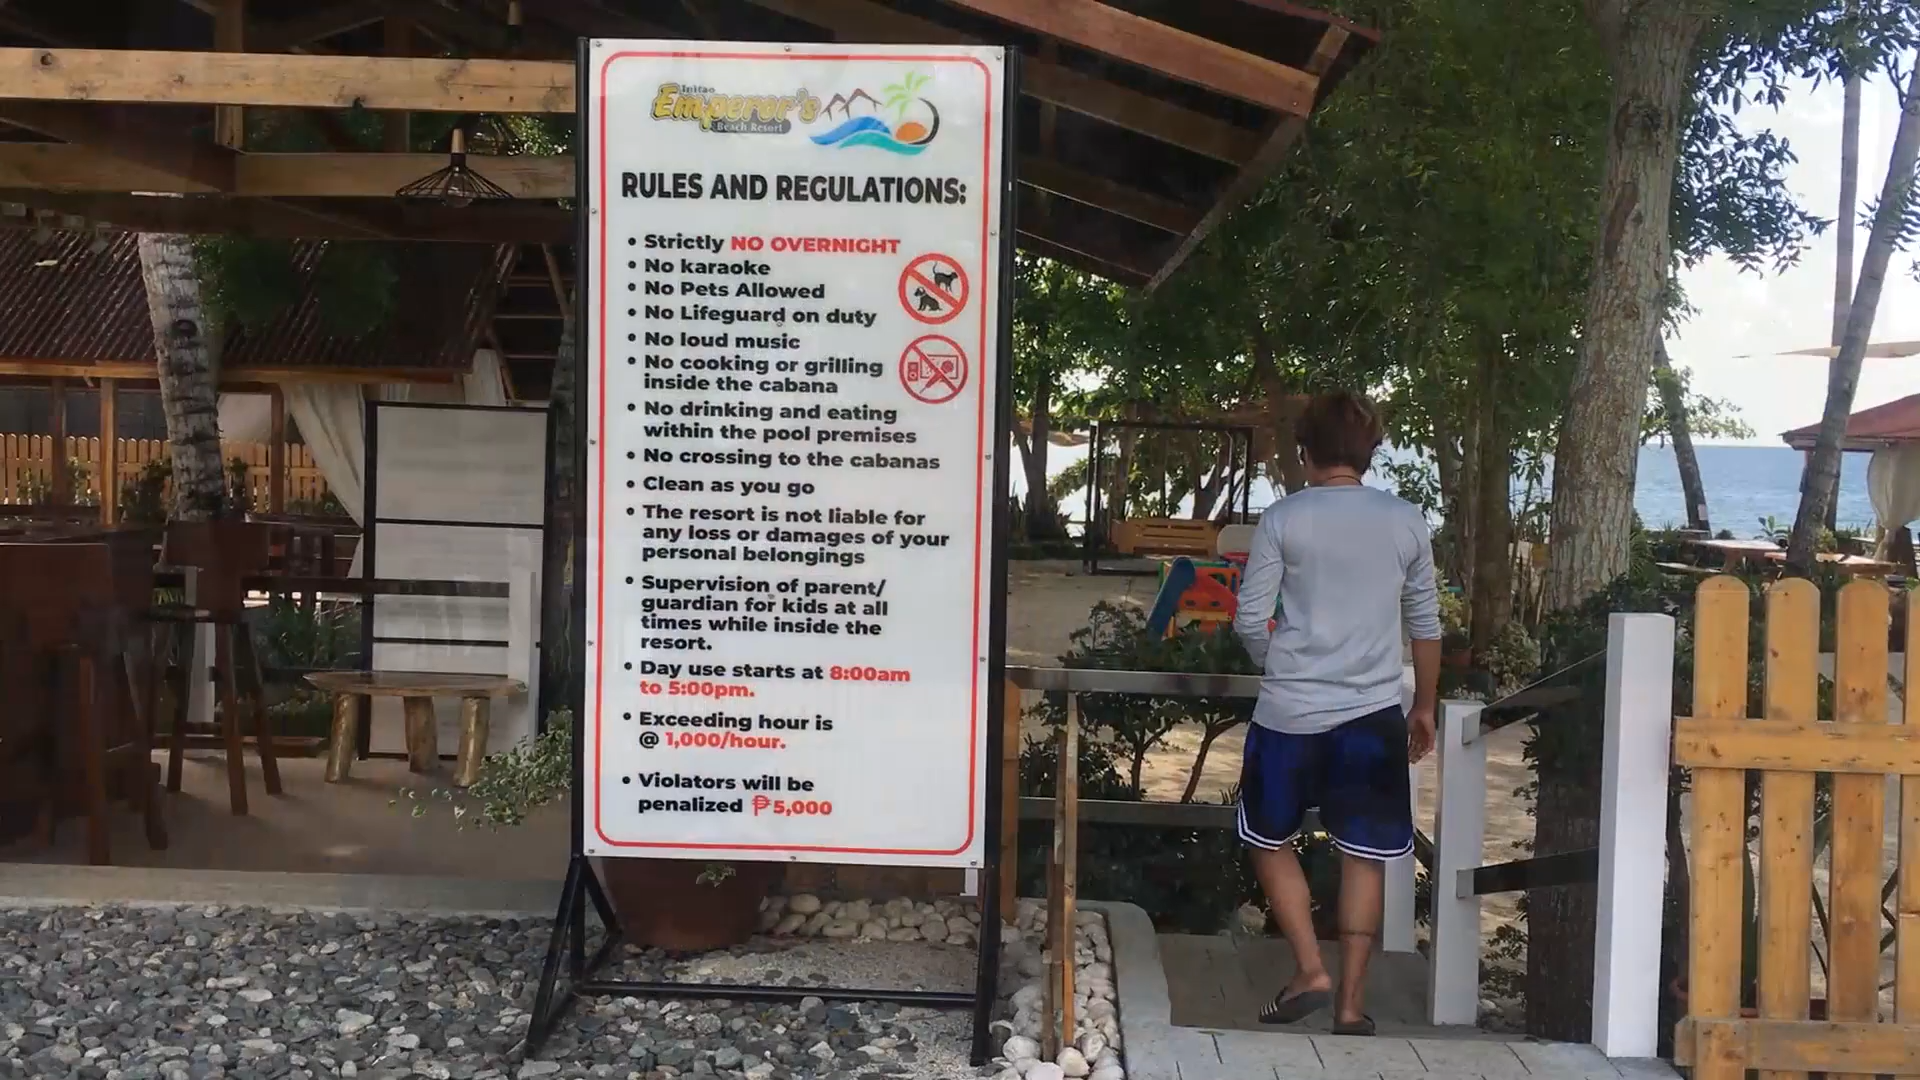 Initao
Emperor's
Beach Resort
RULES AND REGULATIONS:
• Strictly NO OVERNIGHT
• No karaoke
• No Pets Allowed
• No Lifeguard on duty
• No loud music
• No cooking or grilling
inside the cabana
• No drinking and eating
within the pool premises
• No crossing to the cabanas
• Clean as you go
• The resort is not liable for
any loss or damages of your
personal belongings
• Supervision of parent/
guardian for kids at all
times while inside the
resort.
• Day use starts at 8:00am
to 5:00pm.
• Exceeding hour is
@ 1,000/hour.
• Violators will be
penalized ₱5,000